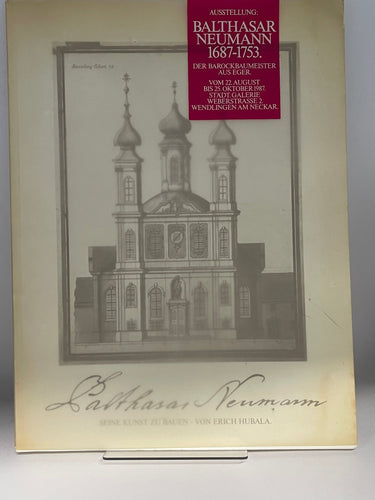 AUSSTELLUNG:
BALTHASAR
NEUMANN
1687-1753.
DER BAROCKBAUMEISTER
AUS EGER.
VOM 22. AUGUST
BIS 25. OKTOBER 1987.
STÄDT. GALERIE
WEBERSTRASSE 2.
WENDLINGEN AM NECKAR.
Balthasar Neumann
SEINE KUNST ZU BAUEN - VON ERICH HUBALA.